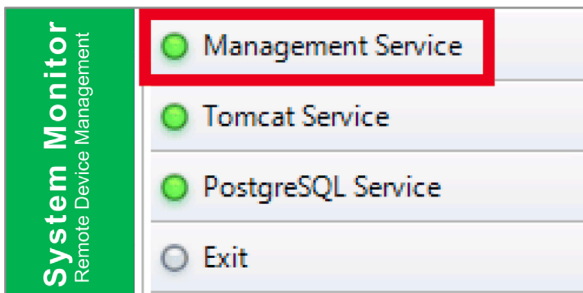 System Monitor
Remote Device Management
Management Service
Tomcat Service
PostgreSQL Service
Exit